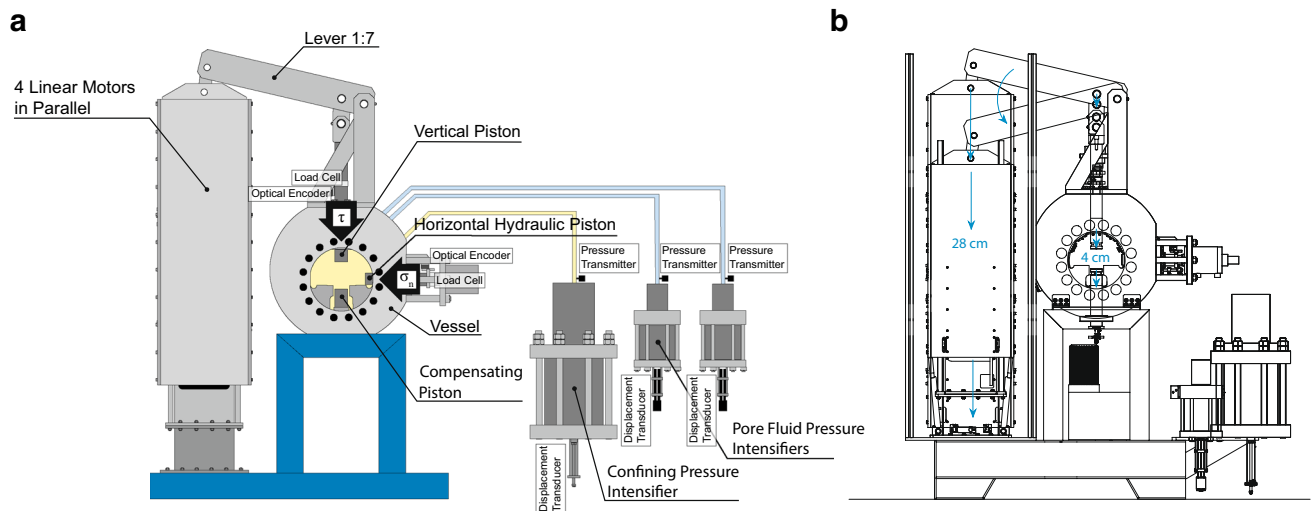 a
Lever 1:7
4 Linear Motors
in Parallel
Vertical Piston
Load Cell
Optical Encoder
τ
Horizontal Hydraulic Piston
Optical Encoder
σn
Load Cell
Vessel
Compensating
Piston
Pressure
Transmitter
Pressure
Transmitter
Pressure
Transmitter
Displacement
Transducer
Displacement
Transducer
Displacement
Transducer
Pore Fluid Pressure
Intensifiers
Confining Pressure
Intensifier
b
28 cm
4 cm